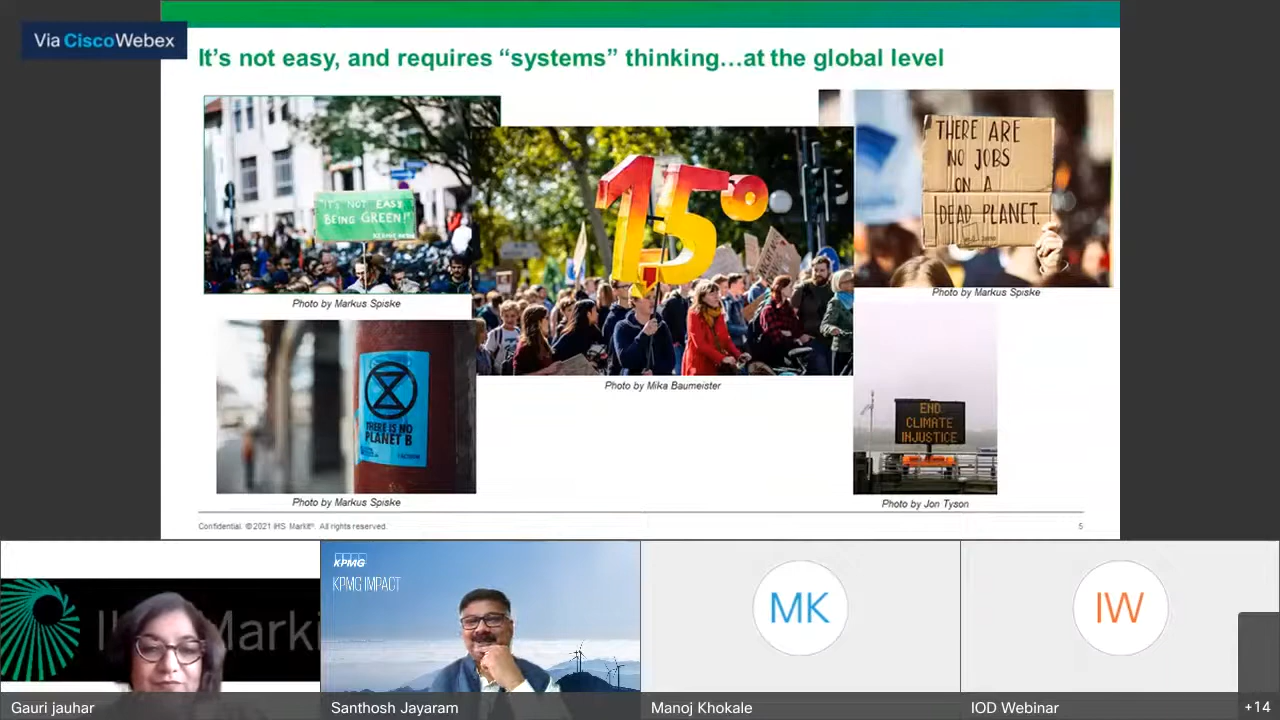 Via Cisco Webex
It's not easy, and requires “systems” thinking…at the global level
"IT'S NOT EASY
BEING GREEN!"
Photo by Markus Spiske
1.5°
THERE ARE
NO JOBS
ON A
DEAD PLANET.
Photo by Markus Spiske
Photo by Mika Baumeister
THERE IS NO
PLANET B
Photo by Markus Spiske
END
CLIMATE
INJUSTICE
Photo by Jon Tyson
Confidential. ©2021 IHS Markit®. All rights reserved.
5
Markit
KPMG
KPMG IMPACT
MK
IW
Gauri jauhar
Santhosh Jayaram
Manoj Khokale
IOD Webinar
+14